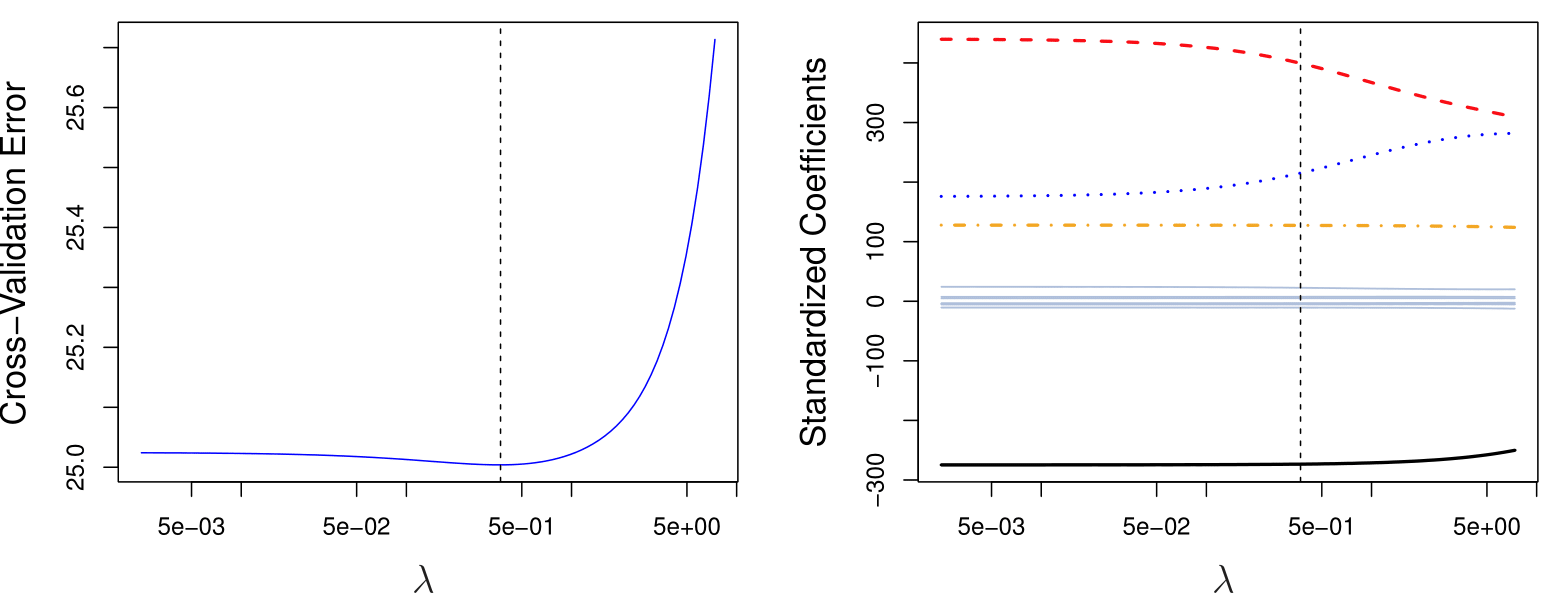 Cross−Validation Error
25.6
25.4
25.2
25.0
5e−03 5e−02 5e−01 5e+00
λ
Standardized Coefficients
300
100
0
−100
−300
5e−03 5e−02 5e−01 5e+00
λ